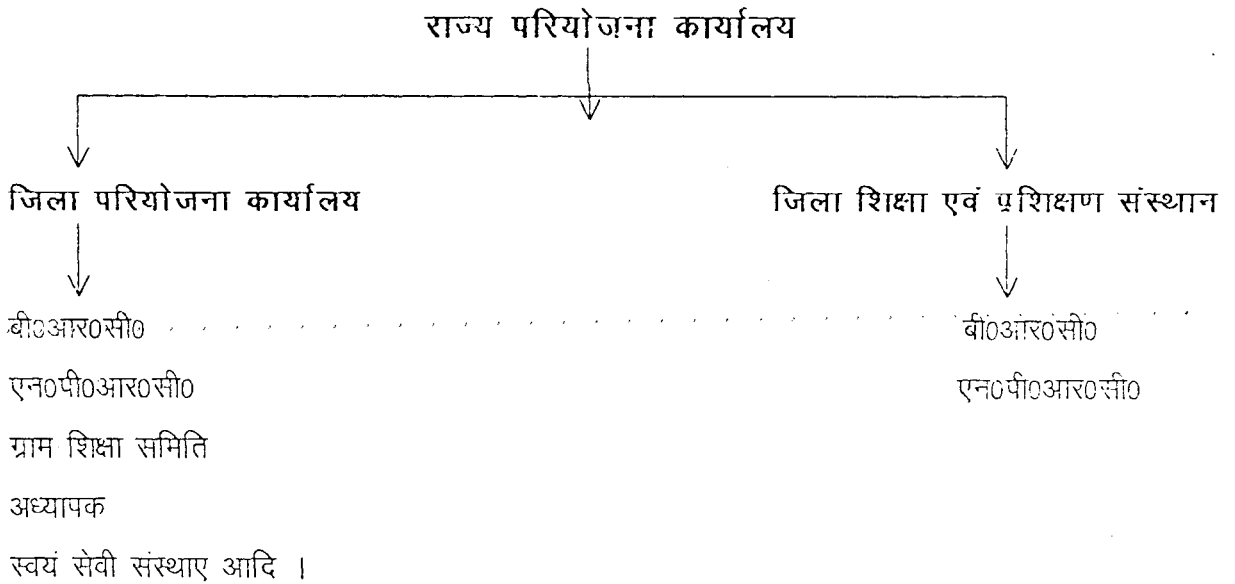 राज्य परियोजना कार्यालय
जिला परियोजना कार्यालय
जिला शिक्षा एवं प्रशिक्षण संस्थान
बी0आर0सी0
बी0आर0सी0
एन0पी0आर0सी0
एन0पी0आर0सी0
ग्राम शिक्षा समिति
अध्यापक
स्वयं सेवी संस्थाए आदि ।